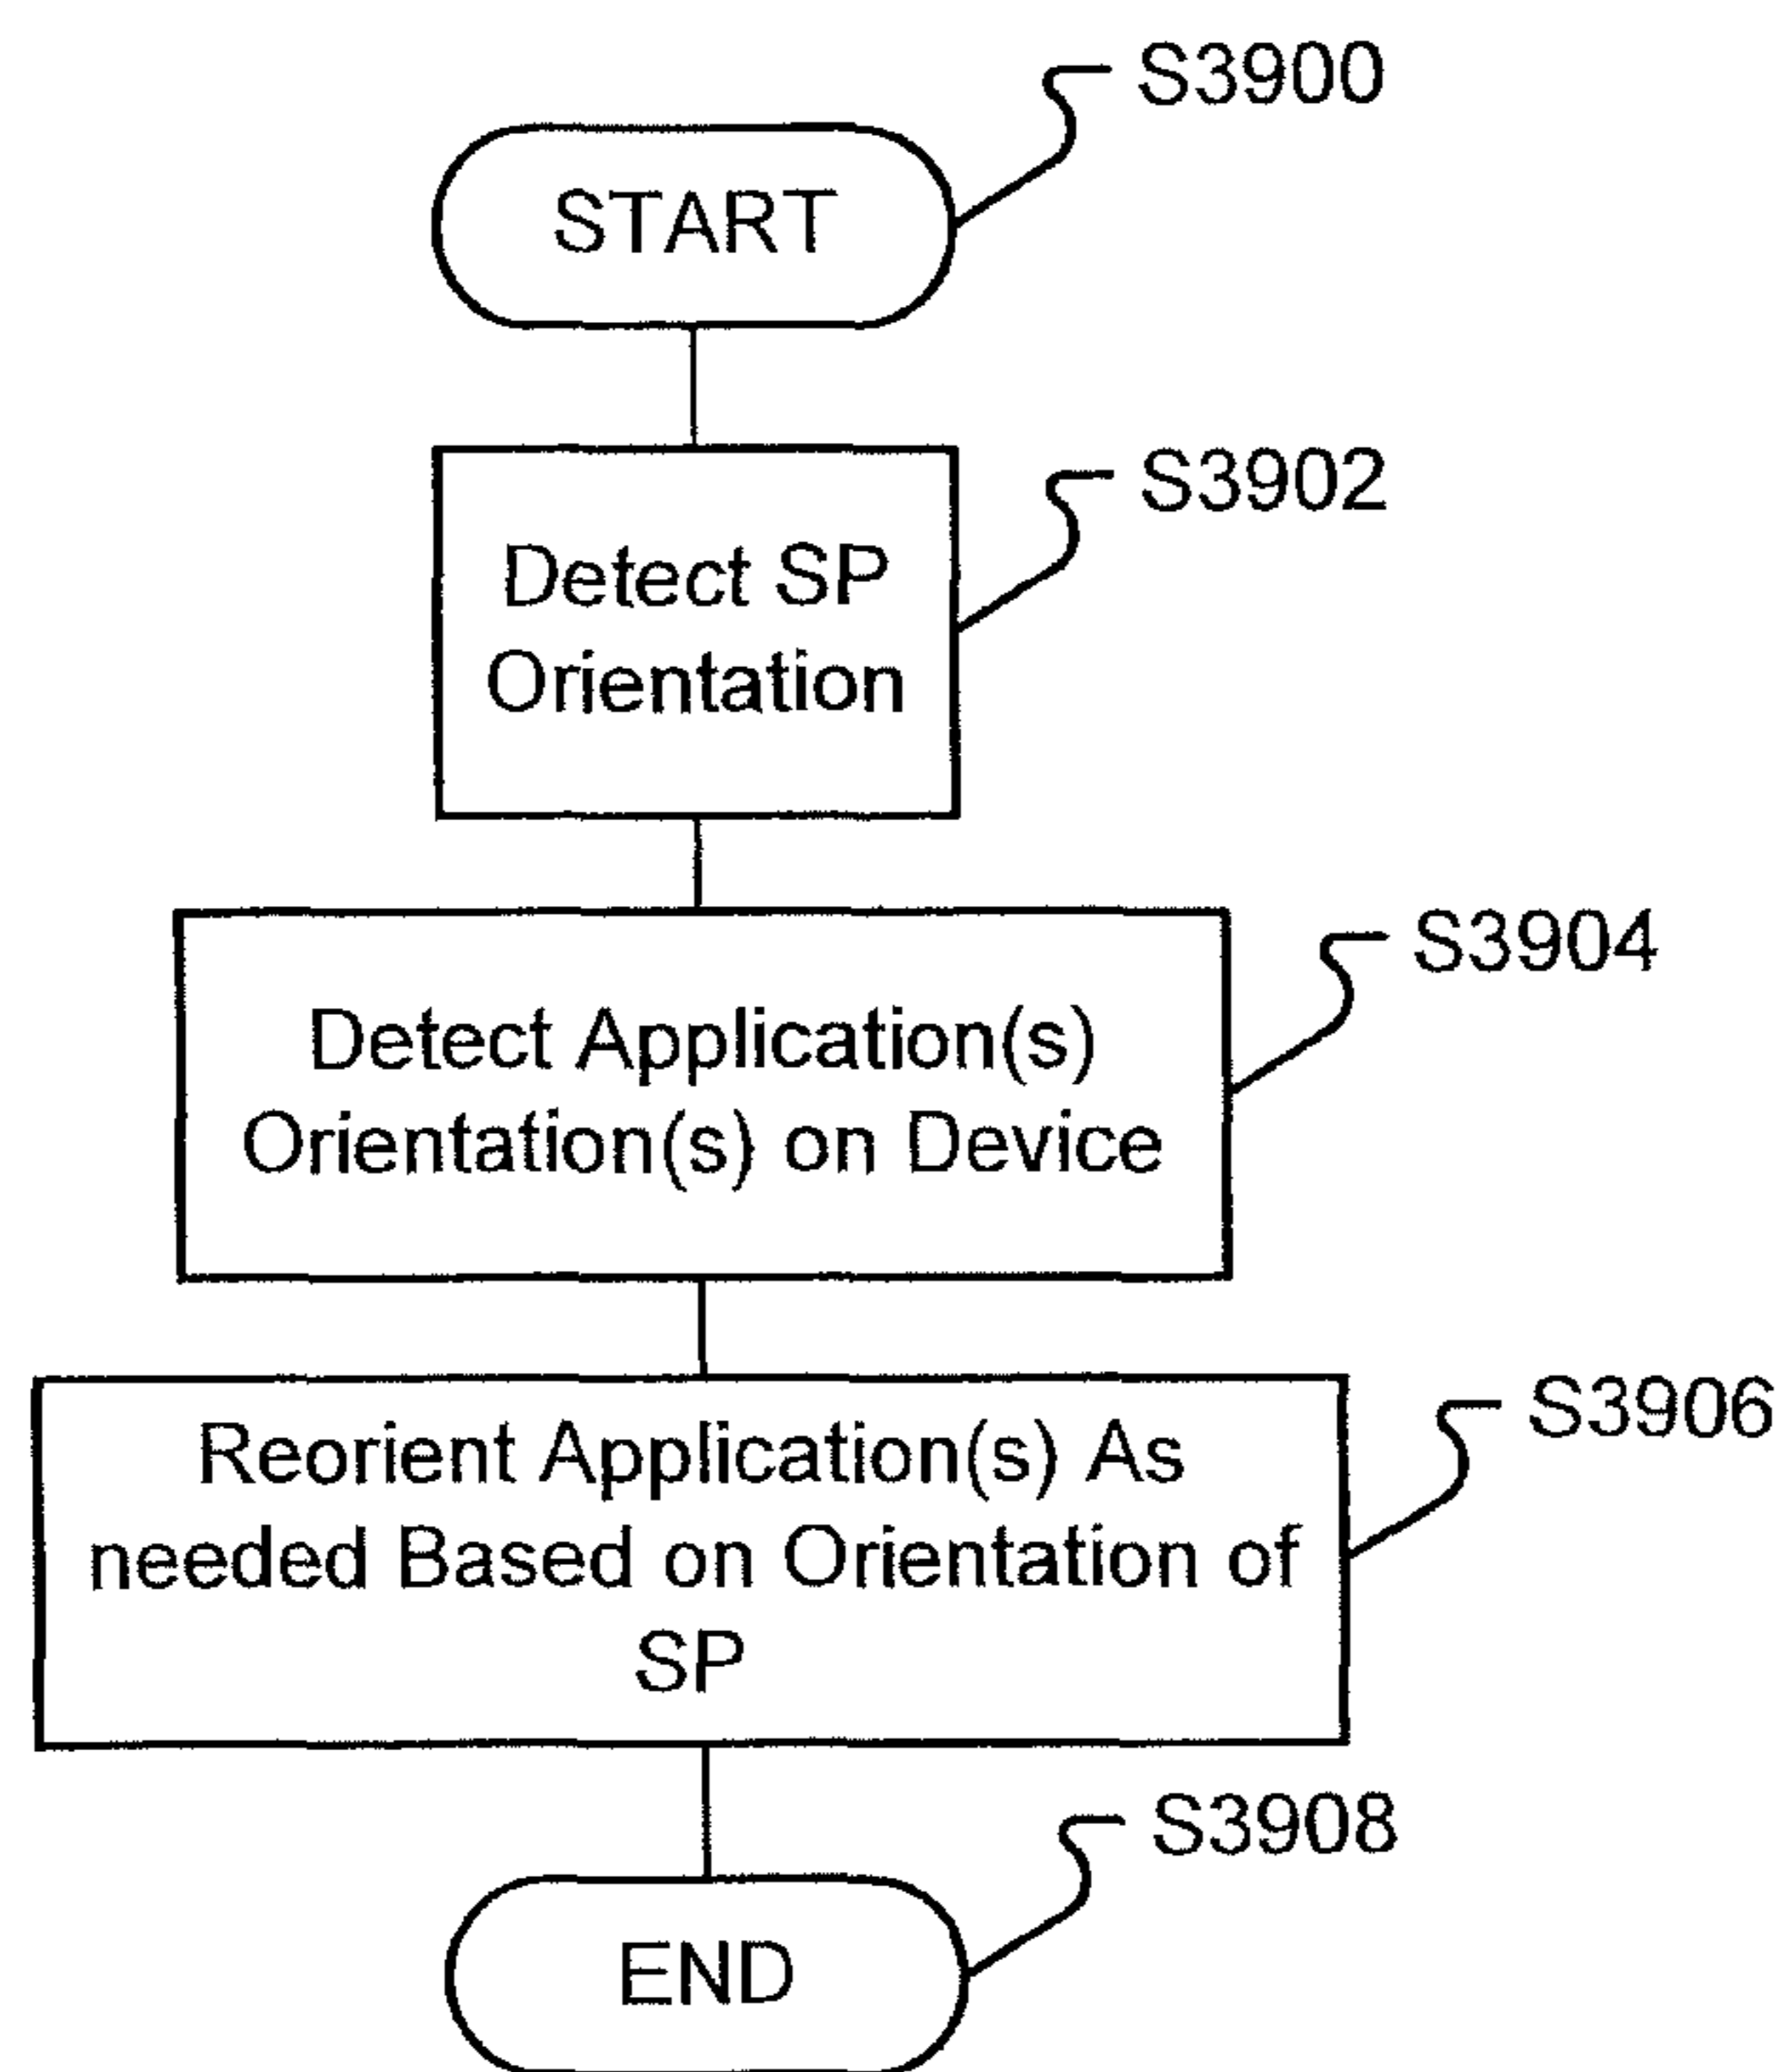 S3900
START
S3902
Detect SP
Orientation
S3904
Detect Application(s)
Orientation(s) on Device
S3906
Reorient Application(s) As
needed Based on Orientation of
SP
S3908
END